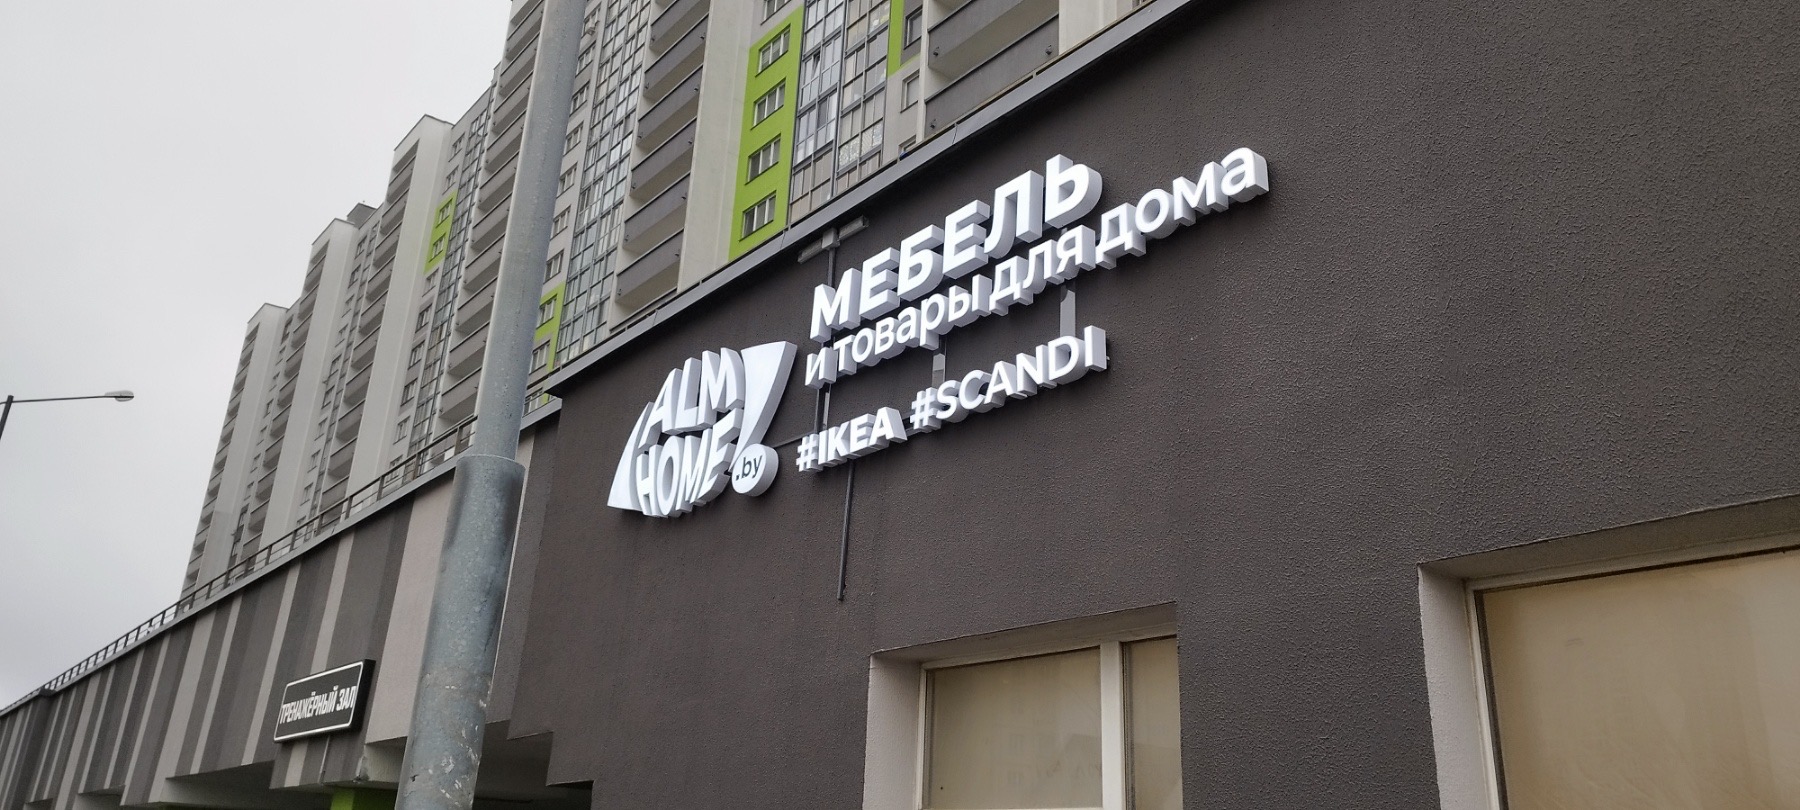 ALM
HOME!
.by
МЕБЕЛЬ
и товары для дома
#IKEA #SCANDI
ТРЕНАЖЁРНЫЙ ЗАЛ